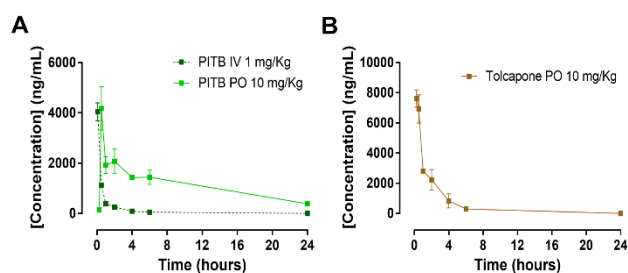 A
PITB IV 1 mg/Kg
PITB PO 10 mg/Kg
[Concentration] (ng/mL)
6000
4000
2000
0
0 4 8 12 16 20 24
Time (hours)
B
Tolcapone PO 10 mg/Kg
[Concentration] (ng/mL)
10000
8000
6000
4000
2000
0
0 4 8 12 16 20 24
Time (hours)